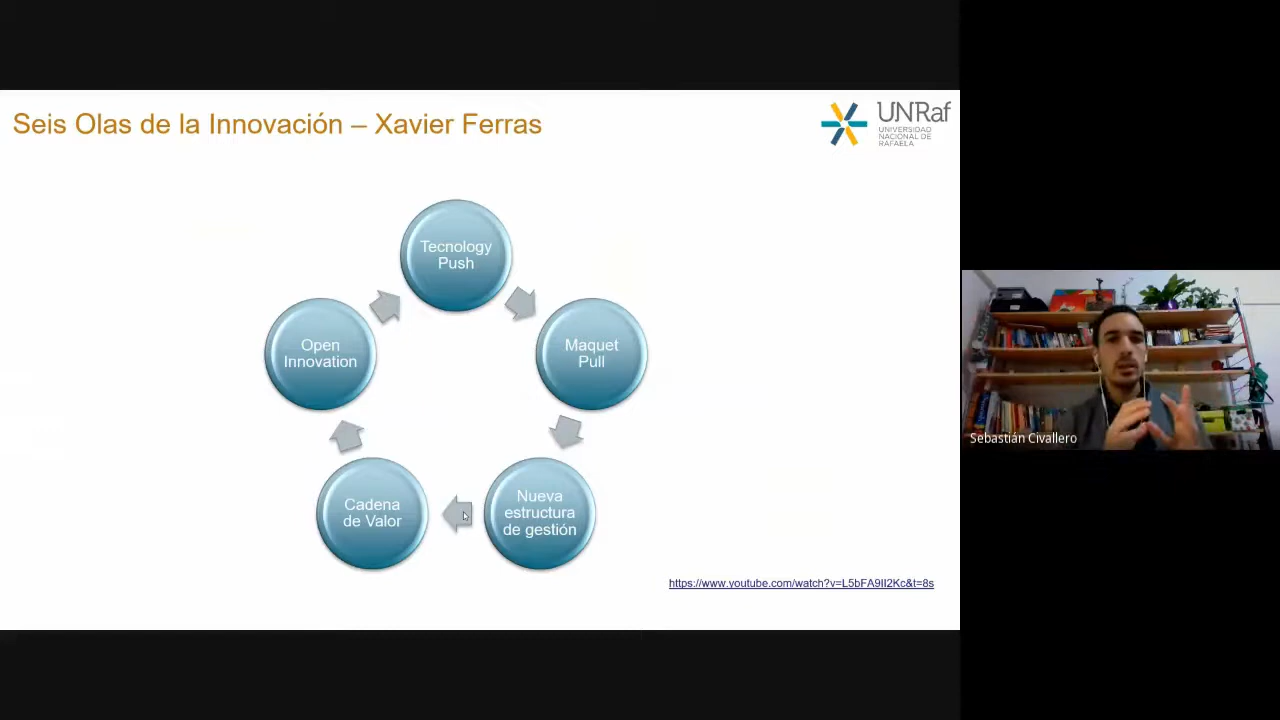 Seis Olas de la Innovación – Xavier Ferras
UNRaf
UNIVERSIDAD
NACIONAL DE
RAFAELA
Tecnology
Push
Maquet
Pull
Nueva
estructura
de gestión
Cadena
de Valor
Open
Innovation
https://www.youtube.com/watch?v=L5bFA9II2Kc&t=8s
Sebastián Civallero